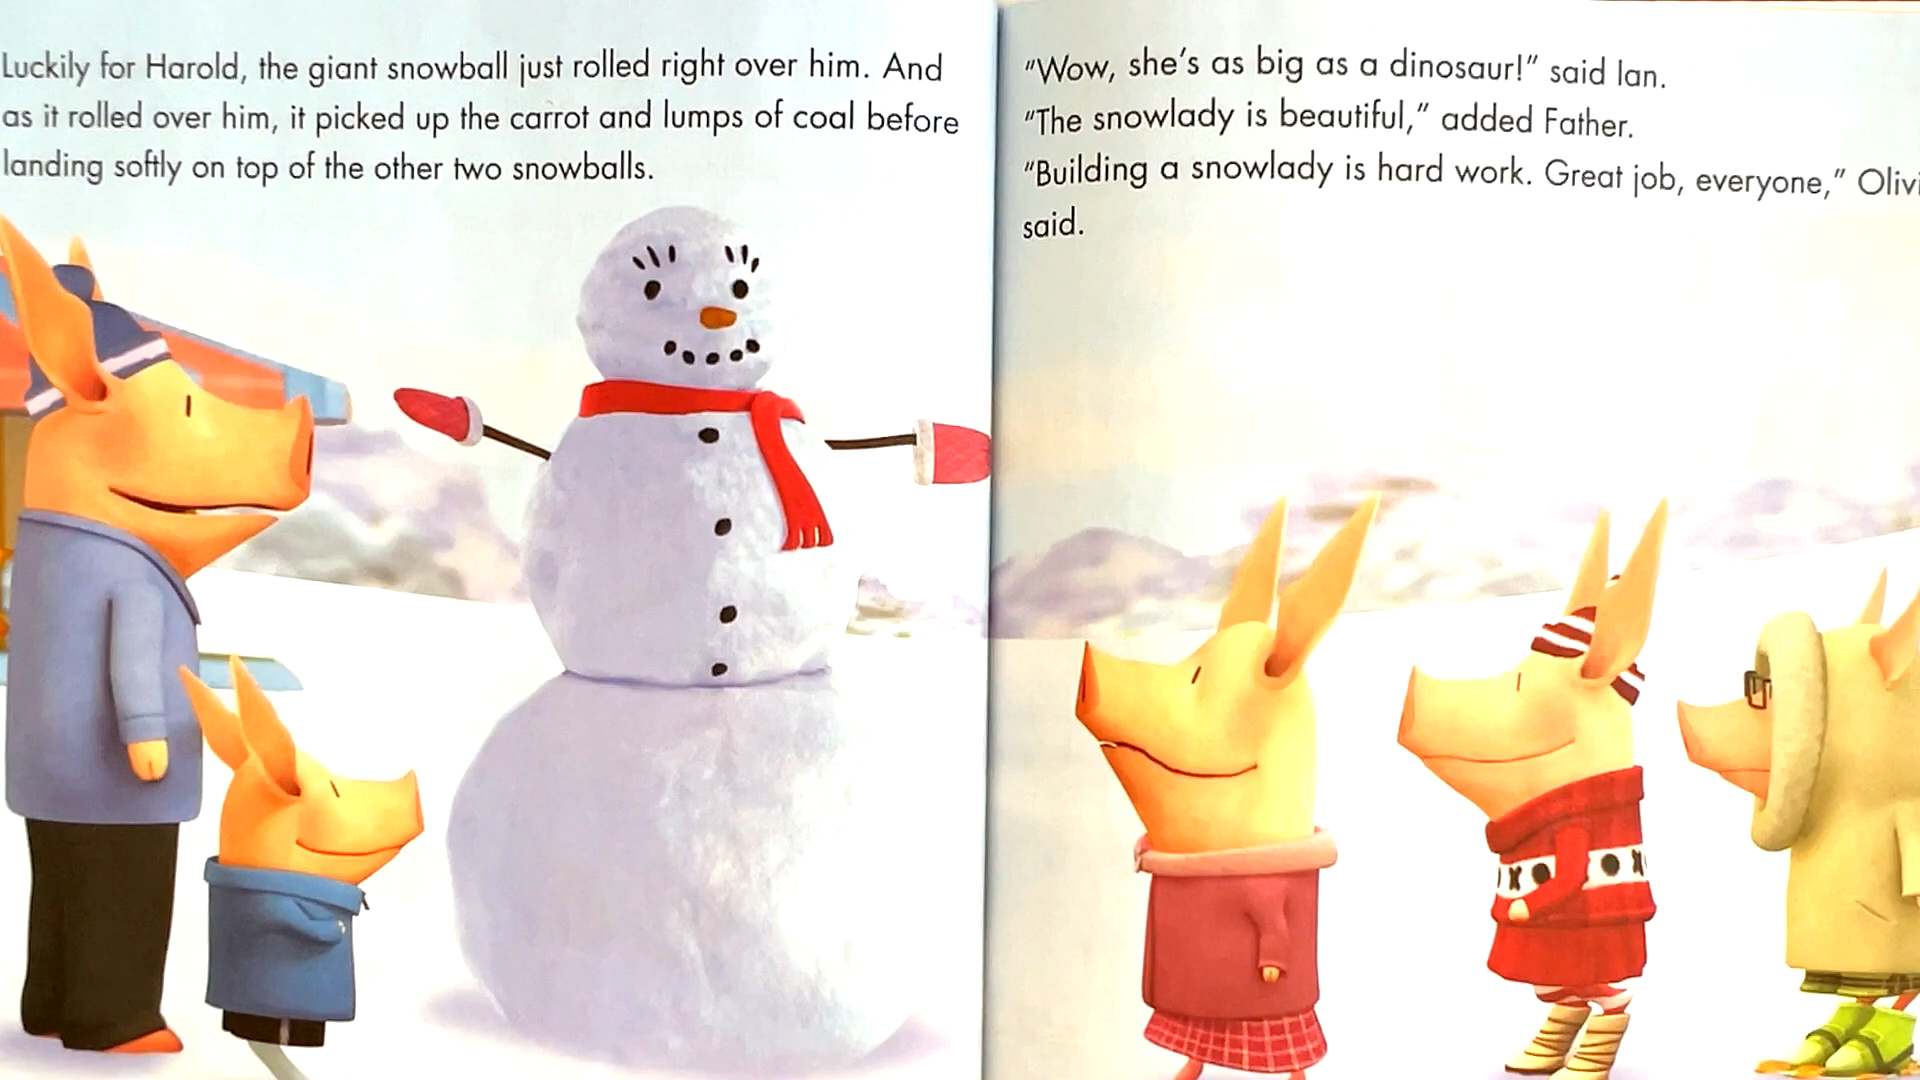 Luckily for Harold, the giant snowball just rolled right over him. And
as it rolled over him, it picked up the carrot and lumps of coal before
landing softly on top of the other two snowballs.
"Wow, she's as big as a dinosaur!" said Ian.
"The snowlady is beautiful," added Father.
"Building a snowlady is hard work. Great job, everyone," Olivi
said.